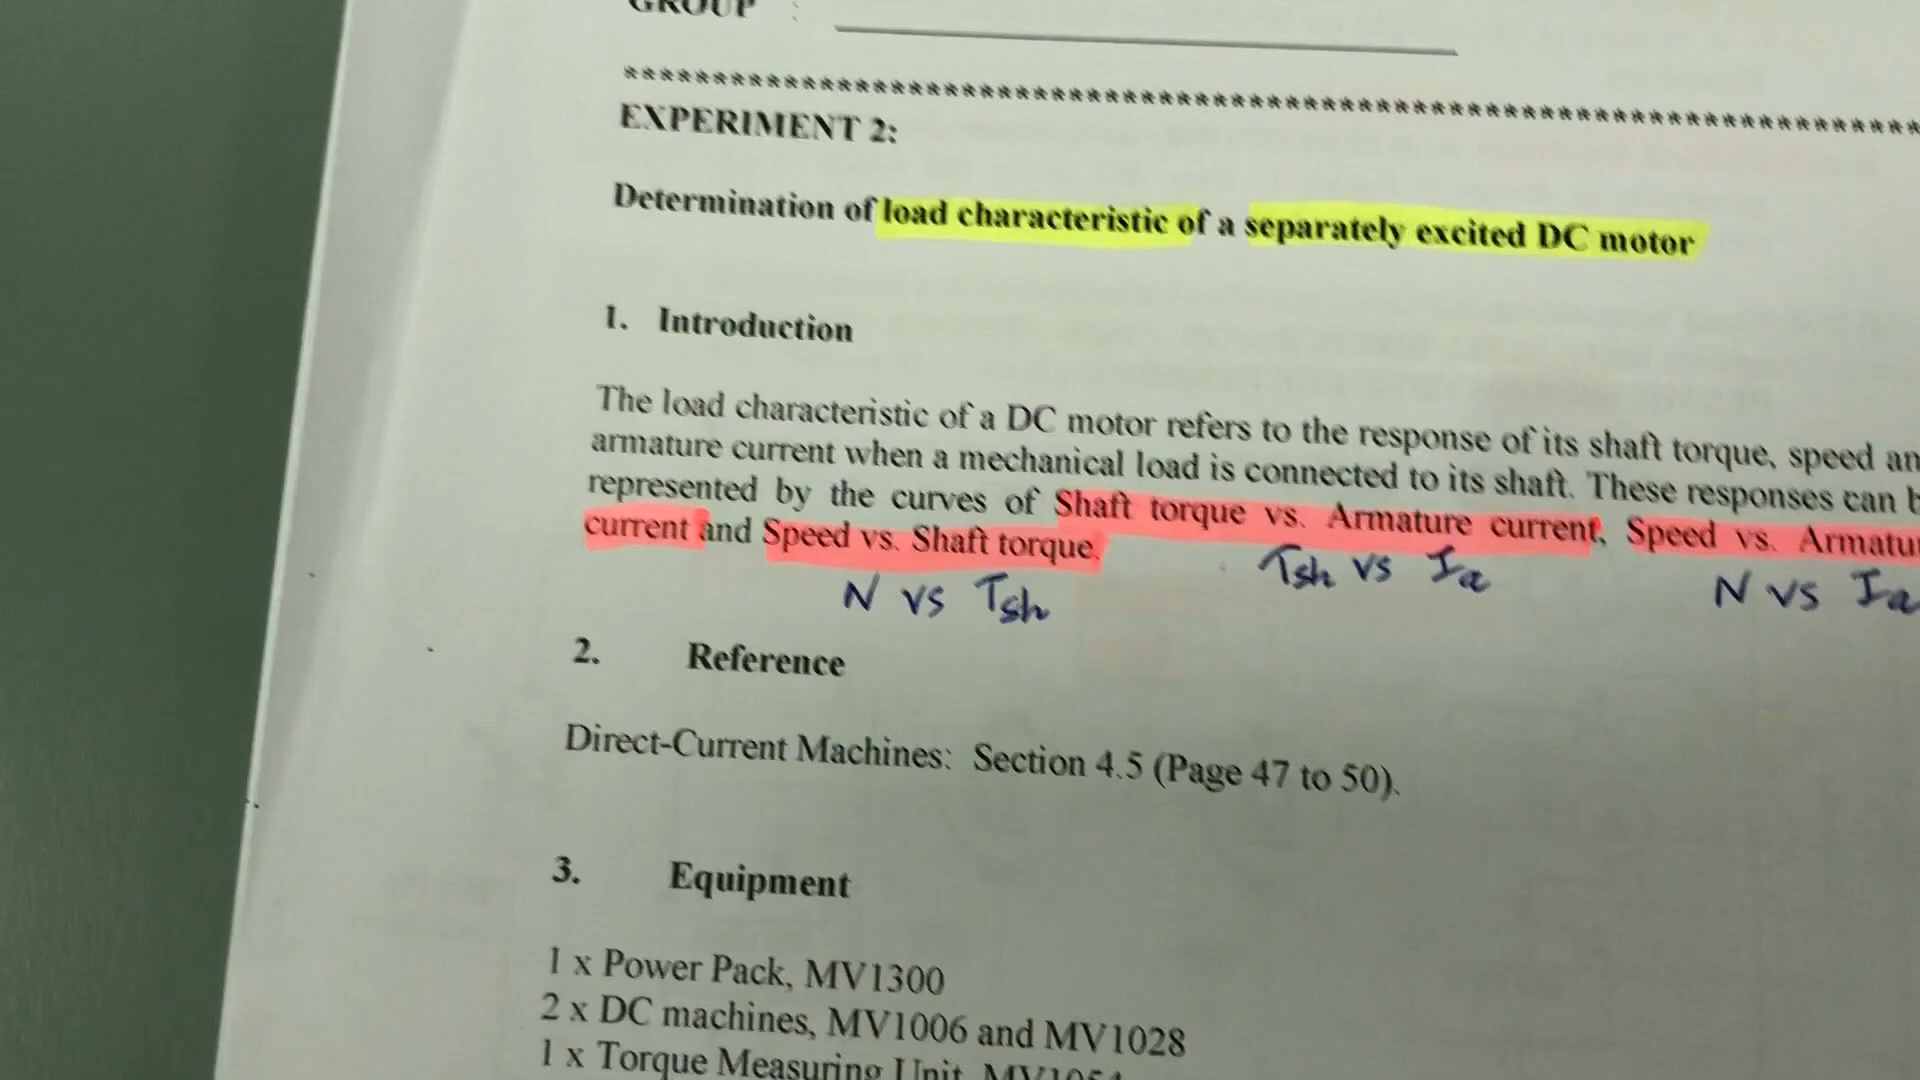 GROUP :
**********************************************************************************
EXPERIMENT 2:
Determination of load characteristic of a separately excited DC motor
1. Introduction
The load characteristic of a DC motor refers to the response of its shaft torque, speed an
armature current when a mechanical load is connected to its shaft. These responses can b
represented by the curves of Shaft torque vs. Armature current, Speed vs. Armatu
current and Speed vs. Shaft torque.
Tsh vs Ia
N vs Ia
N vs Tsh
2. Reference
Direct-Current Machines: Section 4.5 (Page 47 to 50).
3. Equipment
1 x Power Pack, MV1300
2 x DC machines, MV1006 and MV1028
1 x Torque Measuring Unit, MV1054